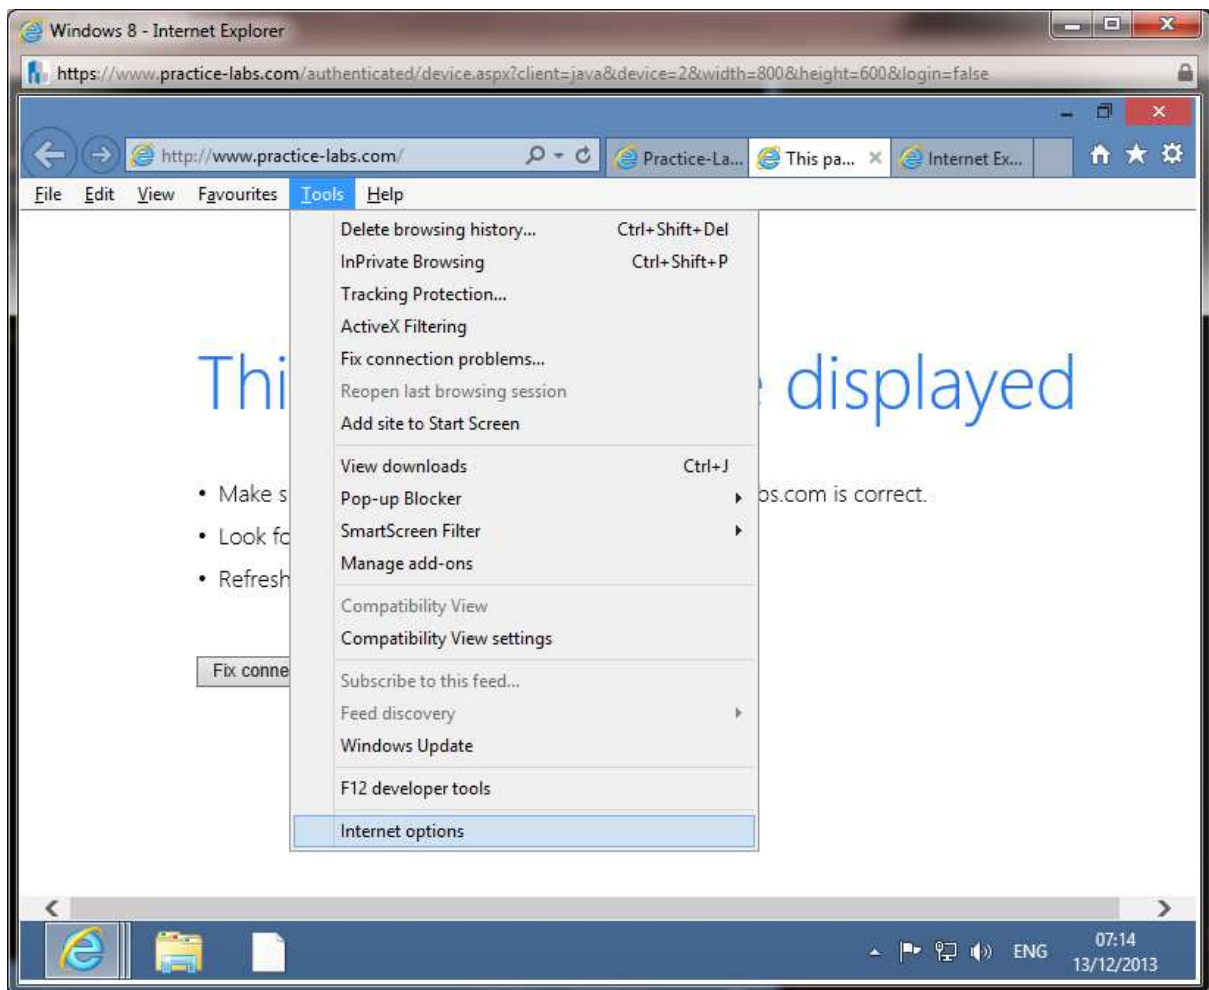 Windows 8 - Internet Explorer
https://www.practice-labs.com/authenticated/device.aspx?client=java&device=2&width=800&height=600&login=false
http://www.practice-labs.com/ Practice-La... This pa... Internet Ex...
File Edit View Favourites Tools Help
Delete browsing history... Ctrl+Shift+Del
InPrivate Browsing Ctrl+Shift+P
Tracking Protection...
ActiveX Filtering
Fix connection problems...
Thi displayed
Reopen last browsing session
Add site to Start Screen
View downloads Ctrl+J
• Make s bs.com is correct.
Pop-up Blocker
SmartScreen Filter
• Look fo
Manage add-ons
• Refresh
Compatibility View
Compatibility View settings
Fix conne
Subscribe to this feed...
Feed discovery
Windows Update
F12 developer tools
Internet options
ENG 07:14
13/12/2013